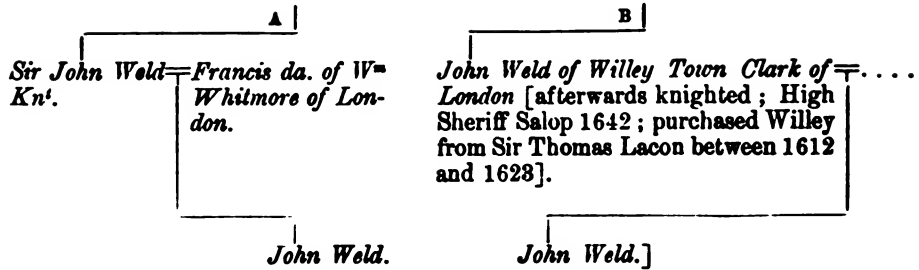 A
B
Sir John Weld=Francis da. of Wᵐ
Knᵗ.
Whitmore of Lon-
don.
John Weld of Willey Town Clark of = ....
London [afterwards knighted; High
Sheriff Salop 1642; purchased Willey
from Sir Thomas Lacon between 1612
and 1623].
John Weld.
John Weld.]